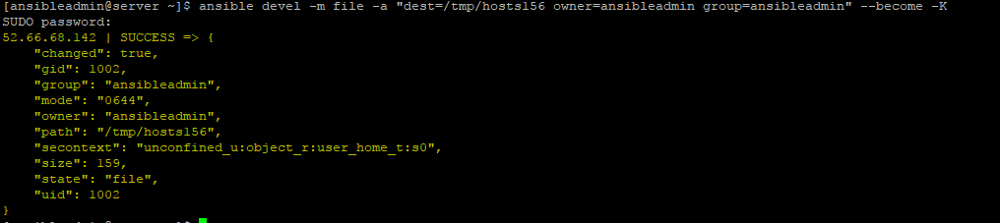 [ansibleadmin@server ~]$ ansible devel -m file -a "dest=/tmp/hosts156 owner=ansibleadmin group=ansibleadmin" --become -K
SUDO password:
52.66.68.142 | SUCCESS => {
    "changed": true,
    "gid": 1002,
    "group": "ansibleadmin",
    "mode": "0644",
    "owner": "ansibleadmin",
    "path": "/tmp/hosts156",
    "secontext": "unconfined_u:object_r:user_home_t:s0",
    "size": 159,
    "state": "file",
    "uid": 1002
}